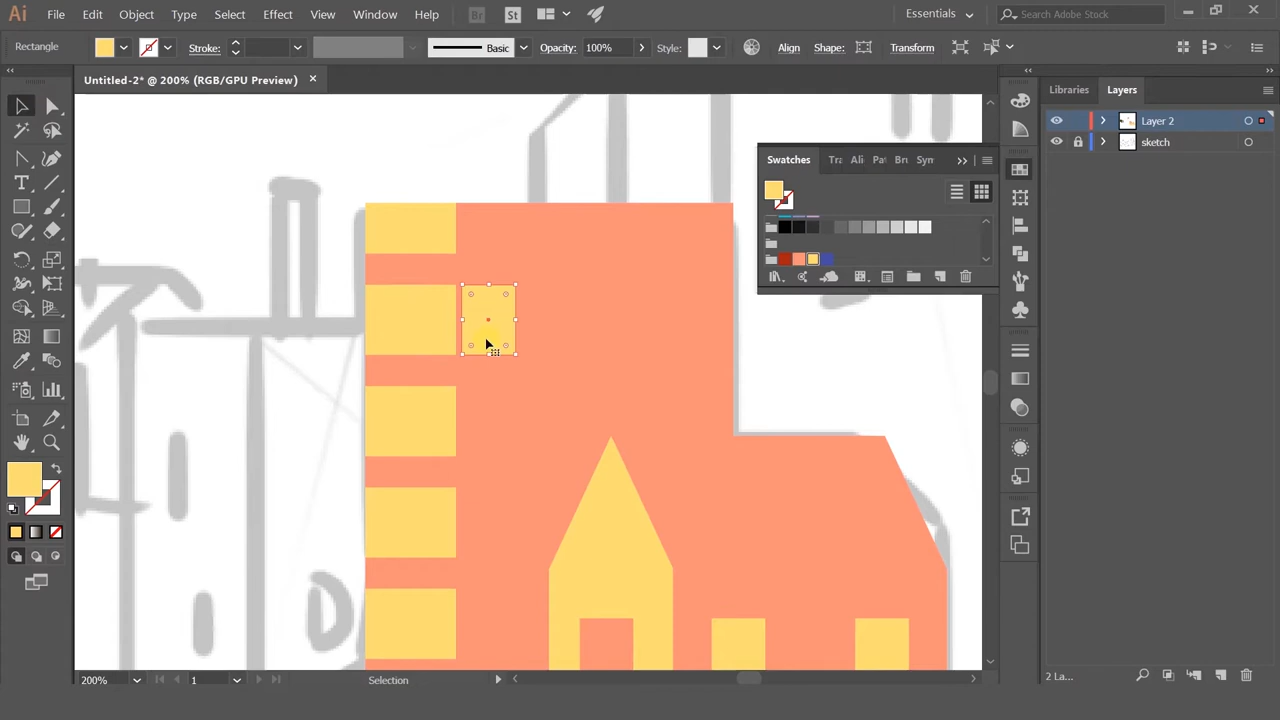 Ai File Edit Object Type Select Effect View Window Help Br St Essentials Search Adobe Stock
Rectangle Stroke: Basic Opacity: 100% Style: Align Shape: Transform
Untitled-2* @ 200% (RGB/GPU Preview)
Libraries Layers
Layer 2
sketch
Swatches Tra Ali Pat Bru Sym
T
D
200% 1 Selection
2 La...